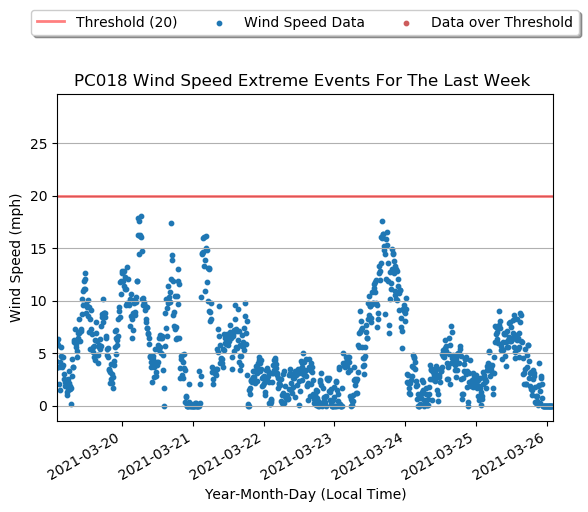 Threshold (20) Wind Speed Data Data over Threshold
PC018 Wind Speed Extreme Events For The Last Week
25
20
15
10
5
0
Wind Speed (mph)
2021-03-20 2021-03-21 2021-03-22 2021-03-23 2021-03-24 2021-03-25 2021-03-26
Year-Month-Day (Local Time)